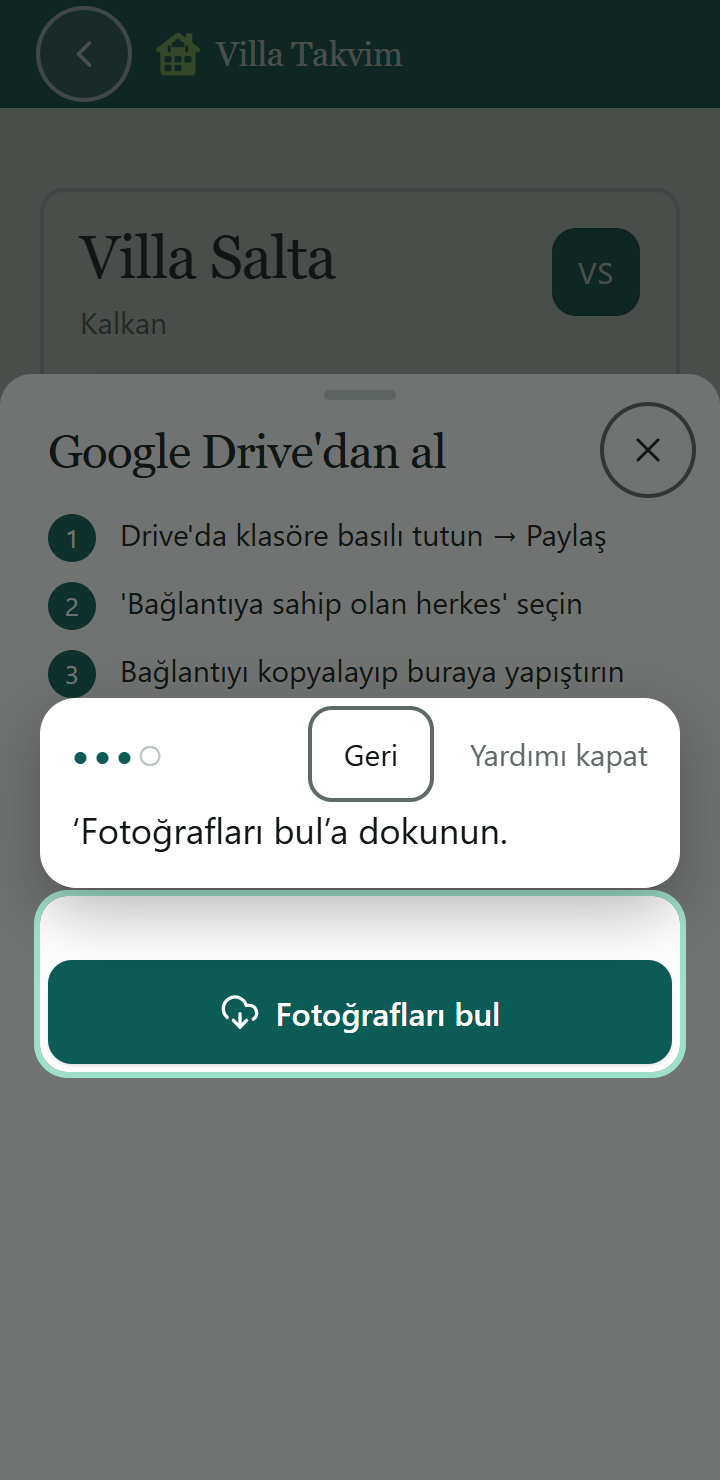 Villa Takvim
Villa Salta
VS
Kalkan
Google Drive'dan al
1 Drive'da klasöre basılı tutun → Paylaş
2 'Bağlantıya sahip olan herkes' seçin
3 Bağlantıyı kopyalayıp buraya yapıştırın
Geri
Yardımı kapat
‘Fotoğrafları bul’a dokunun.
Fotoğrafları bul